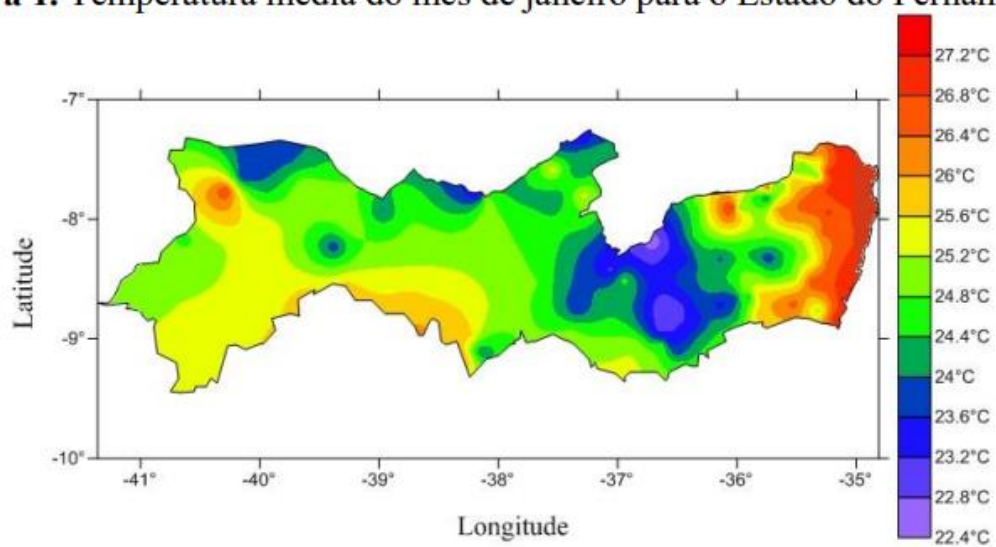 a 1. Temperatura média do mês de janeiro para o Estado do
27.2°C
-7°
26.8°C
26.4°C
26°C
-8°
25.6°C
25.2°C
Latitude
24.8°C
-9°
24.4°C
24°C
23.6°C
-10°
23.2°C
-41° -40° -39° -38° -37° -36° -35°
22.8°C
Longitude
22.4°C